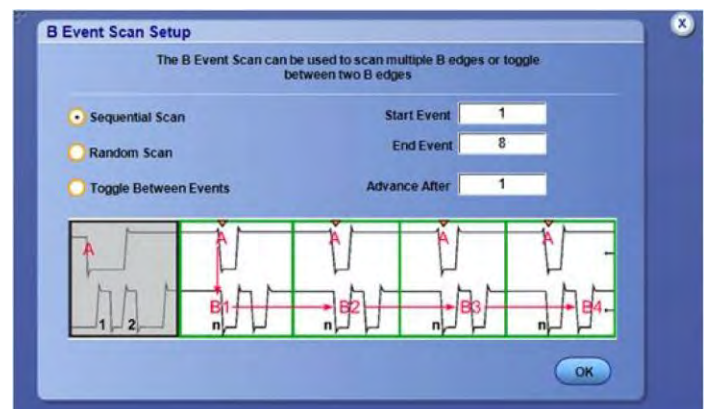 B Event Scan Setup
X
The B Event Scan can be used to scan multiple B edges or toggle
between two B edges
Sequential Scan
Start Event 1
Random Scan
End Event 8
Toggle Between Events
Advance After 1
A A A A A
B1 B2 B3 B4
1 2 n n n n
OK